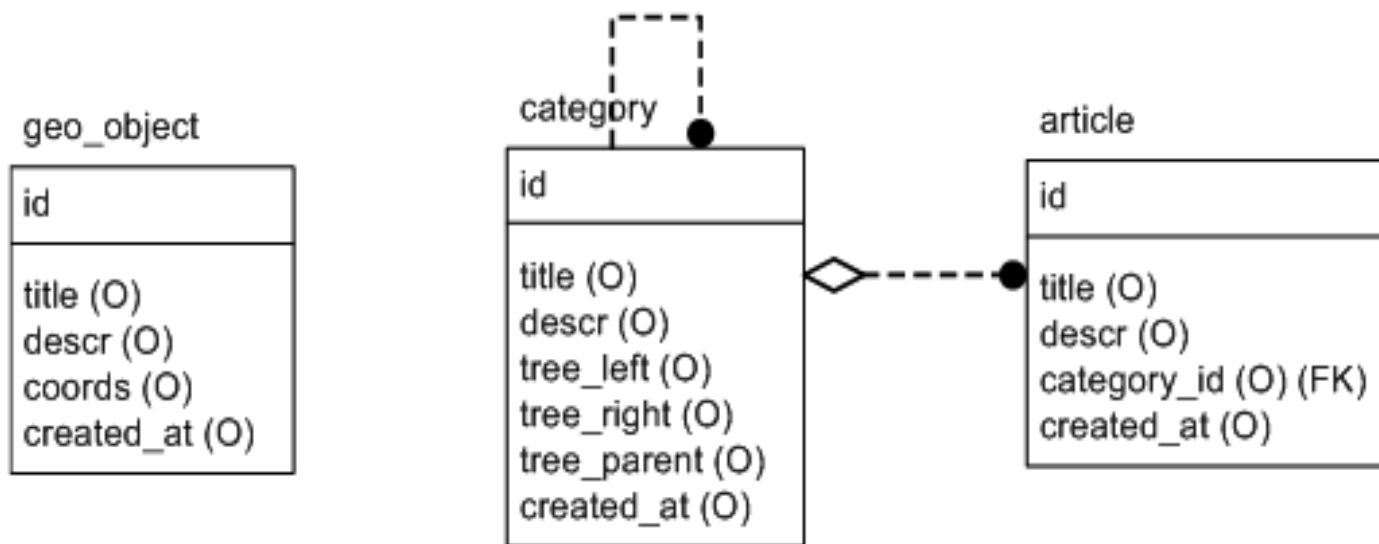 geo_object
id
title (O)
descr (O)
coords (O)
created_at (O)
category
id
title (O)
descr (O)
tree_left (O)
tree_right (O)
tree_parent (O)
created_at (O)
article
id
title (O)
descr (O)
category_id (O) (FK)
created_at (O)